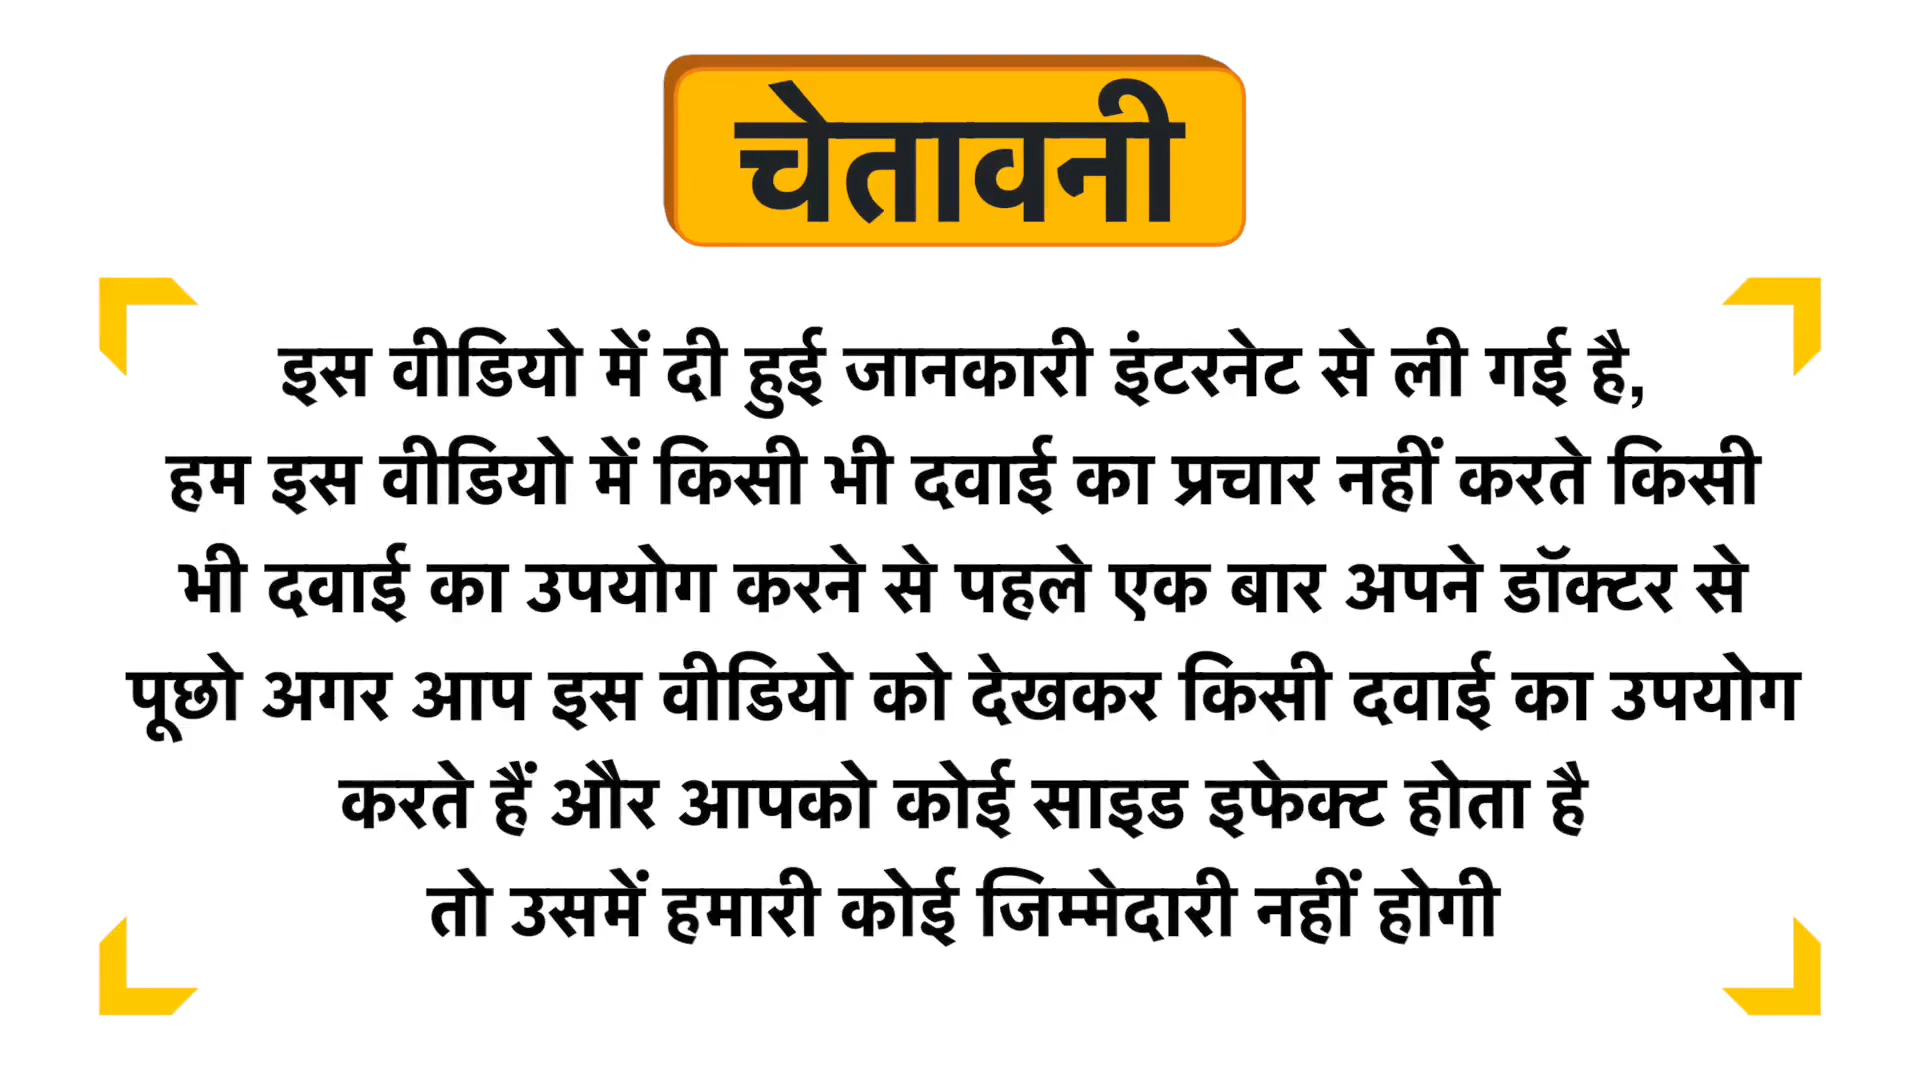 चेतावनी
इस वीडियो में दी हुई जानकारी इंटरनेट से ली गई है,
हम इस वीडियो में किसी भी दवाई का प्रचार नहीं करते किसी
भी दवाई का उपयोग करने से पहले एक बार अपने डॉक्टर से
पूछो अगर आप इस वीडियो को देखकर किसी दवाई का उपयोग
करते हैं और आपको कोई साइड इफेक्ट होता है
तो उसमें हमारी कोई जिम्मेदारी नहीं होगी